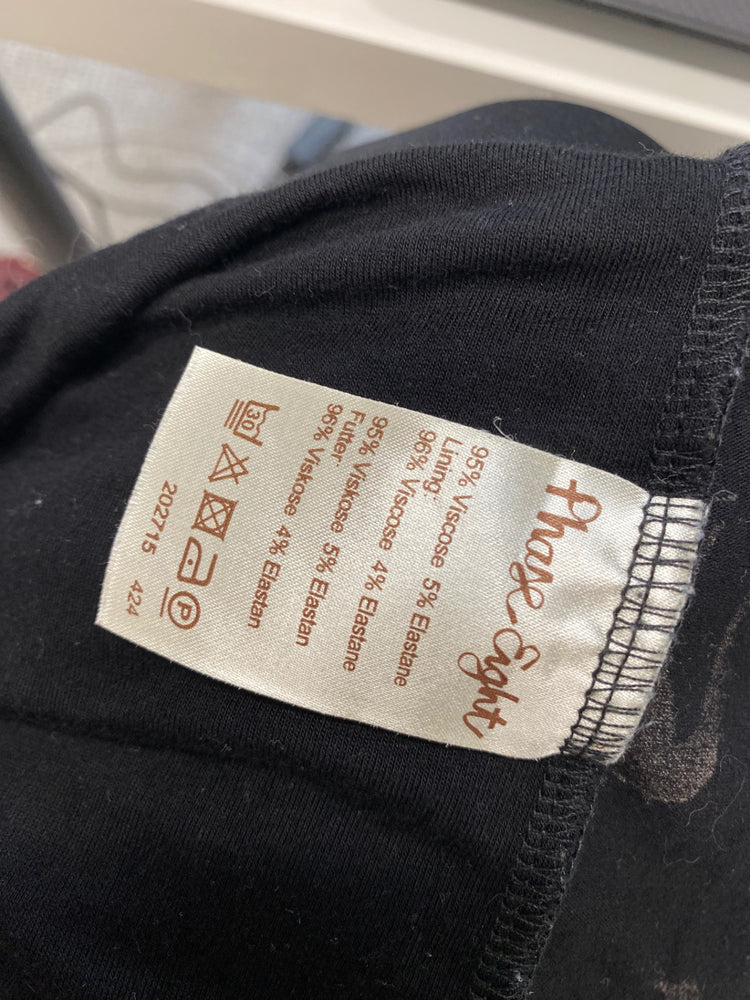 Phase Eight
95% Viscose 5% Elastane
Lining:
96% Viscose 4% Elastane
95% Viskose 5% Elastan
Futter:
96% Viskose 4% Elastan
30
P
202715 424